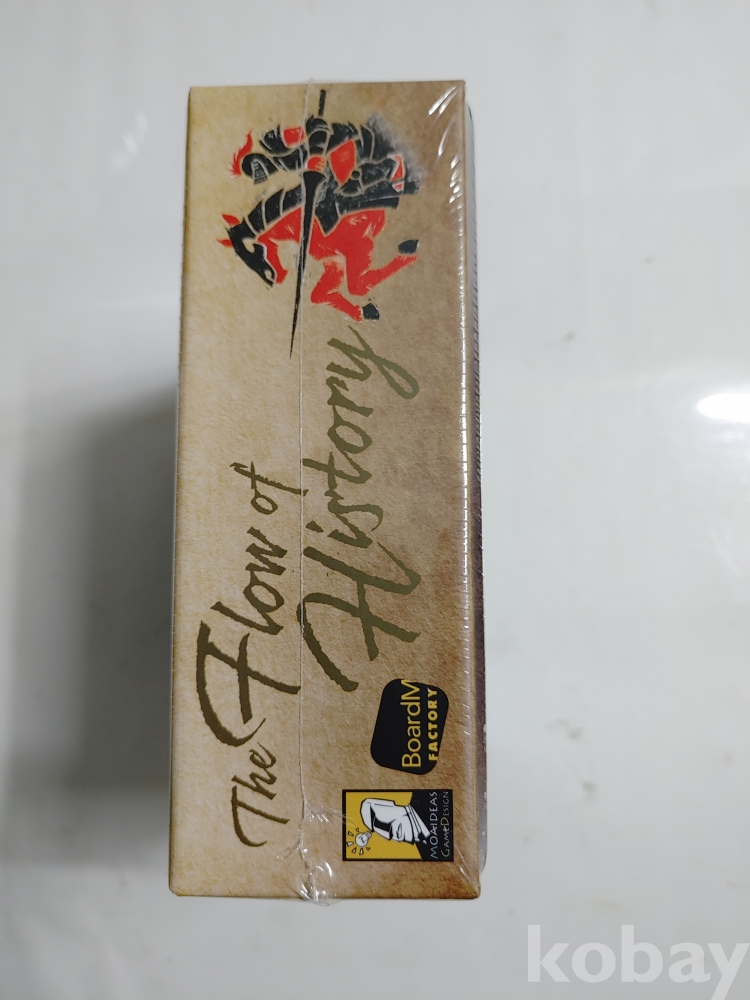 The Flow of
History
BoardM
FACTORY
MOAIDEAS
GAMEDESIGN
kobay